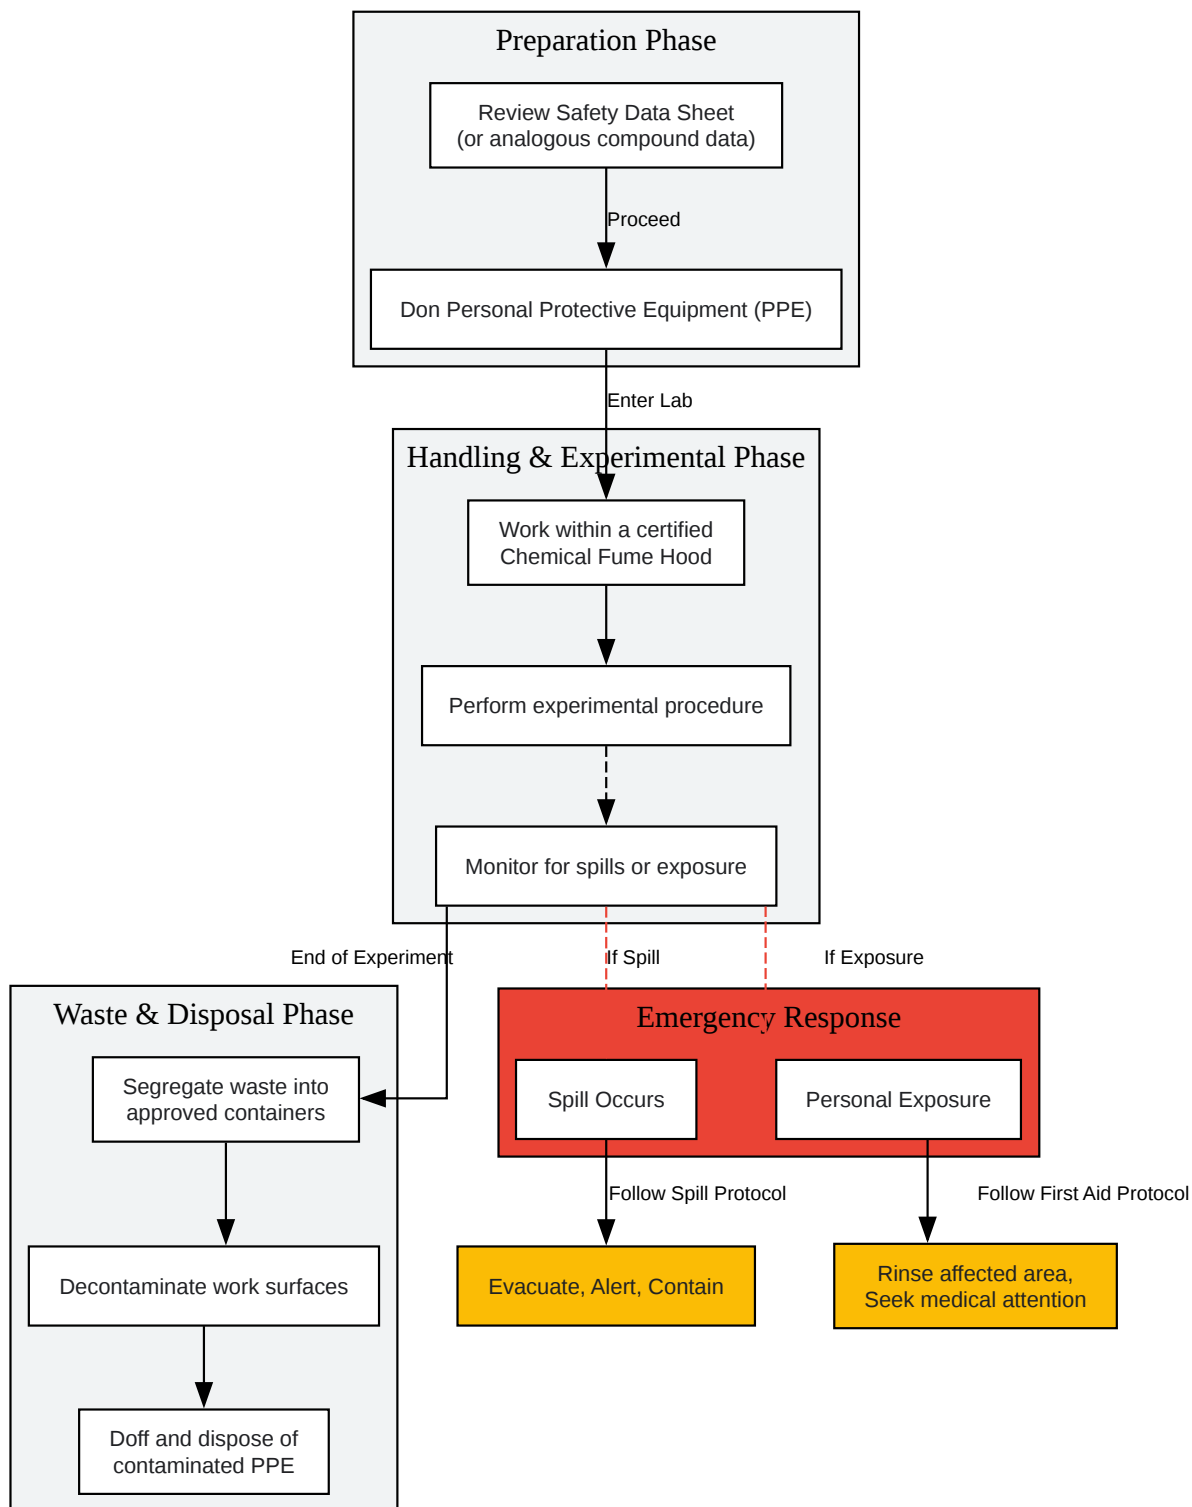 Preparation Phase
Review Safety Data Sheet
(or analogous compound data)
Proceed
Don Personal Protective Equipment (PPE)
Enter Lab
Handling & Experimental Phase
Work within a certified
Chemical Fume Hood
Perform experimental procedure
Monitor for spills or exposure
End of Experiment
If Spill
If Exposure
Waste & Disposal Phase
Segregate waste into
approved containers
Decontaminate work surfaces
Doff and dispose of
contaminated PPE
Emergency Response
Spill Occurs
Personal Exposure
Follow Spill Protocol
Follow First Aid Protocol
Evacuate, Alert, Contain
Rinse affected area,
Seek medical attention